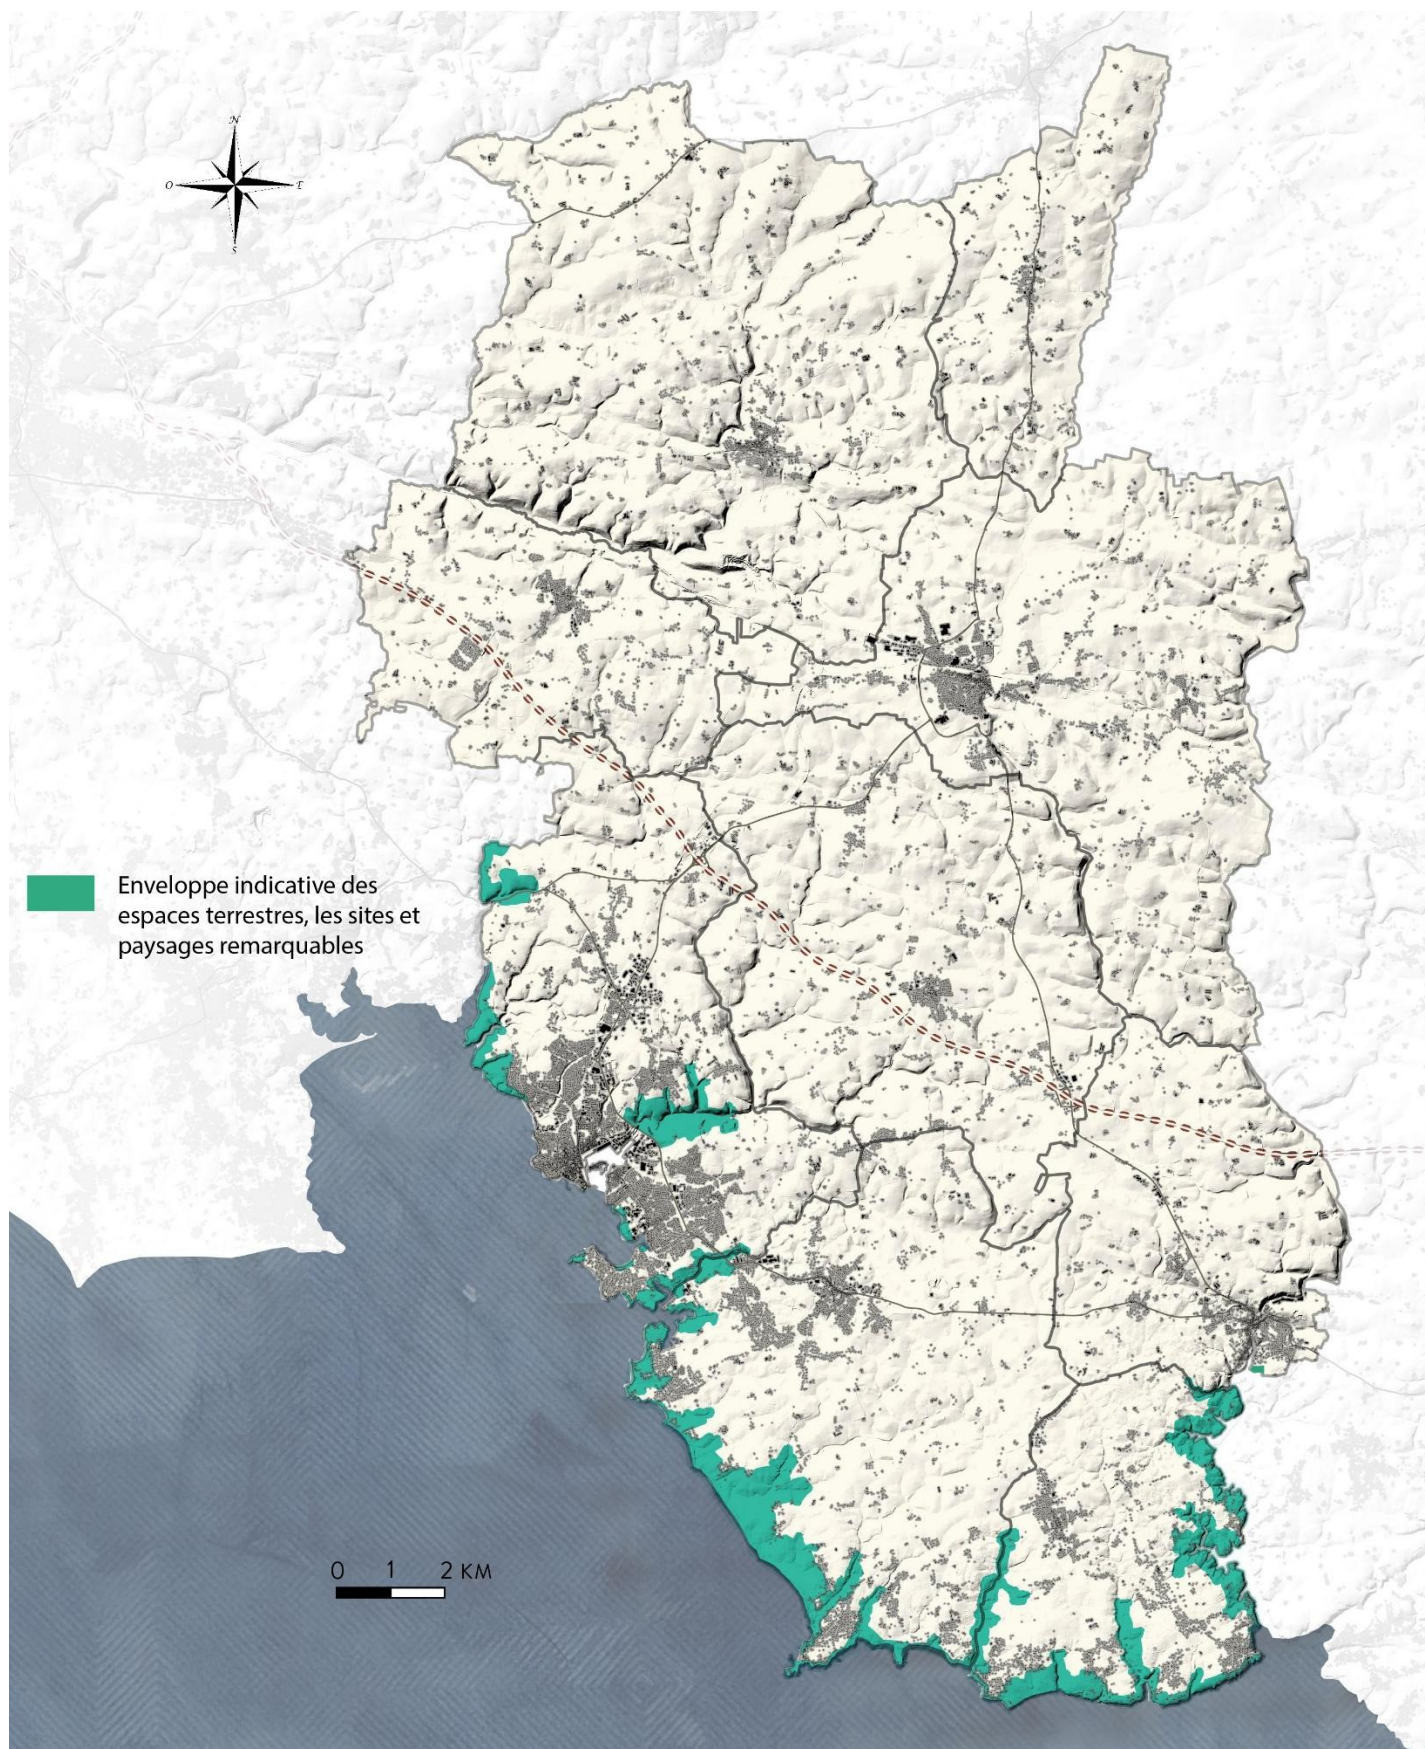 N
O
E
S
Enveloppe indicative des
espaces terrestres, les sites et
paysages remarquables
0 1 2 KM